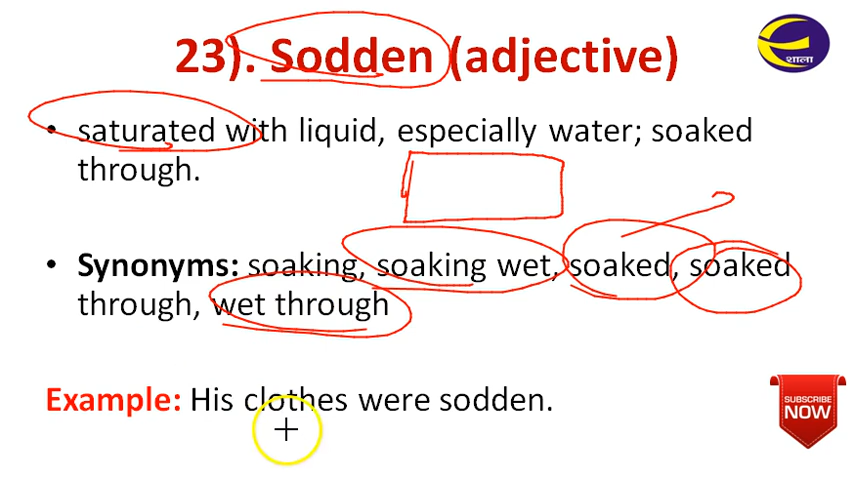 23). Sodden (adjective)
शाला
• saturated with liquid, especially water; soaked
through.
• Synonyms: soaking, soaking wet, soaked, soaked
through, wet through
Example: His clothes were sodden.
SUBSCRIBE
NOW